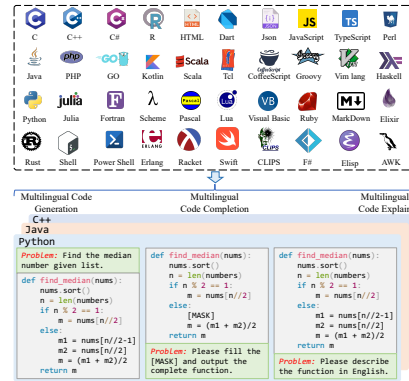 C C++ C# R HTML Dart Json JavaScript TypeScript Perl
Java PHP GO Kotlin Scala Tcl CoffeeScript Groovy Vim lang Haskell
Python Julia Fortran Scheme Pascal Lua Visual Basic Ruby MarkDown Elixir
Rust Shell Power Shell Erlang Racket Swift CLIPS F# Elisp AWK
Multilingual Code
Generation
Multilingual
Code Completion
Multilingual
Code Explain
C++
Java
Python
Problem: Find the median
number given list.
def find_median(nums):
nums.sort()
n = len(numbers)
if n % 2 == 1:
m = nums[n//2]
else:
m1 = nums[n//2-1]
m2 = nums[n//2]
m = (m1 + m2)/2
return m
def find_median(nums):
nums.sort()
n = len(numbers)
if n % 2 == 1:
m = nums[n//2]
else:
[MASK]
m = (m1 + m2)/2
return m
Problem: Please fill the
[MASK] and output the
complete function.
def find_median(nums):
nums.sort()
n = len(numbers)
if n % 2 == 1:
m = nums[n//2]
else:
m1 = nums[n//2-1]
m2 = nums[n//2]
m = (m1 + m2)/2
return m
Problem: Please describe
the function in English.